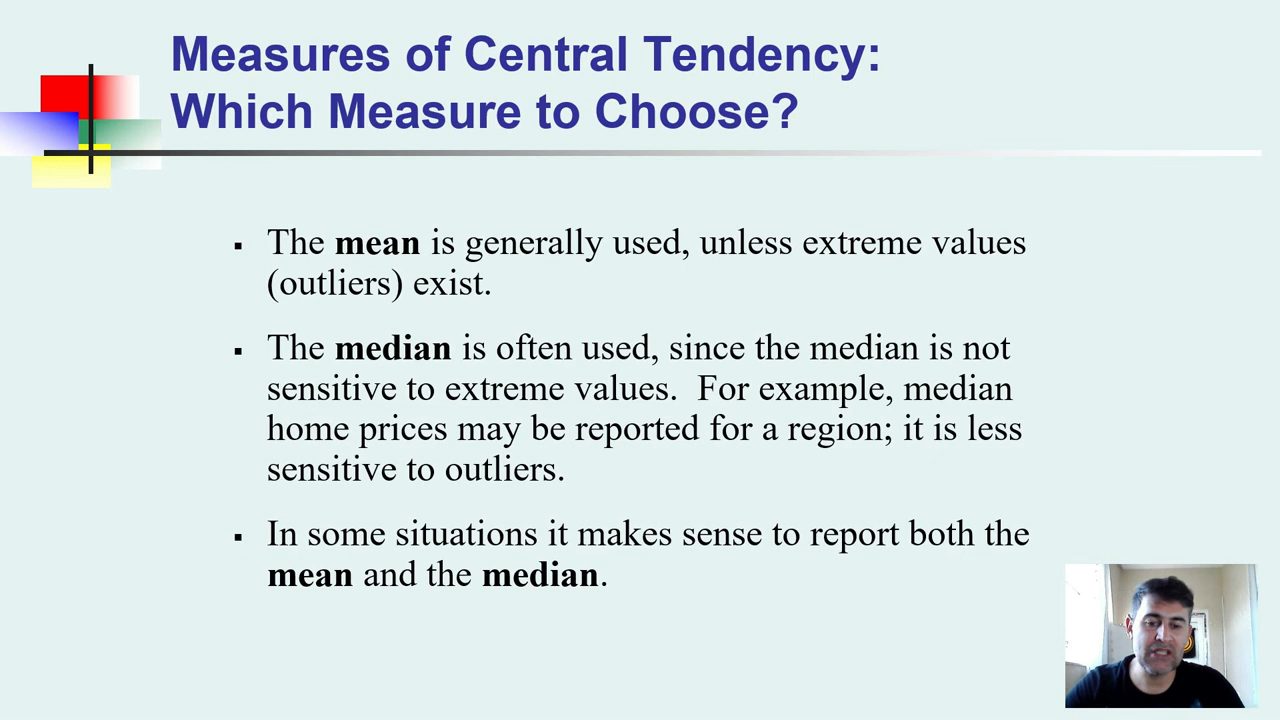 Measures of Central Tendency:
Which Measure to Choose?
▪ The mean is generally used, unless extreme values
(outliers) exist.
▪ The median is often used, since the median is not
sensitive to extreme values.  For example, median
home prices may be reported for a region; it is less
sensitive to outliers.
▪ In some situations it makes sense to report both the
mean and the median.